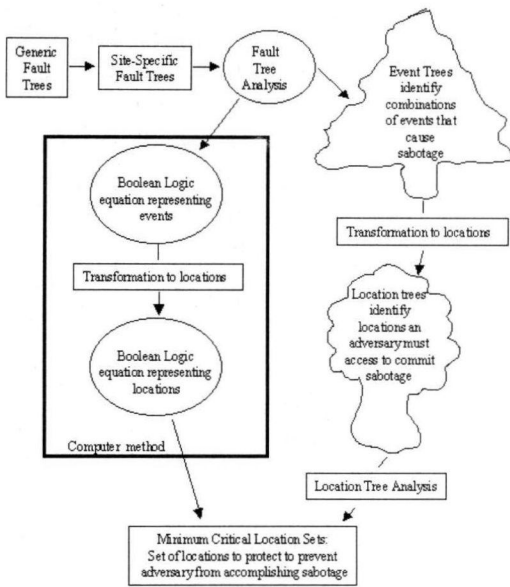 Generic
Fault
Trees
Site-Specific
Fault Trees
Fault
Tree
Analysis
Event Trees
identify
combinations
of events that
cause
sabotage
Boolean Logic
equation representing
events
Transformation to locations
Transformation to locations
Location trees
identify
locations an
adversary must
access to commit
sabotage
Boolean Logic
equation representing
locations
Computer method
Location Tree Analysis
Minimum Critical Location Sets:
Set of locations to protect to prevent
adversary from accomplishing sabotage